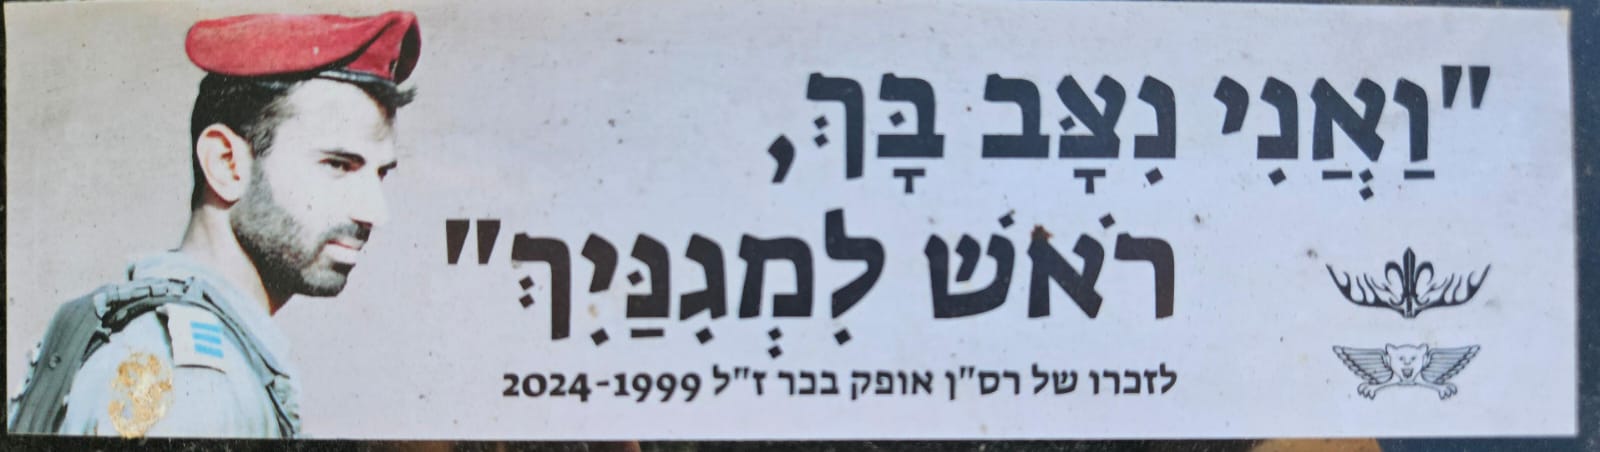 "וַאֲנִי נִצָּב בָּךְ,
רֹאשׁ לִמְגִנַּיִךְ"
לזכרו של רס"ן אופק בכר ז"ל 2024-1999